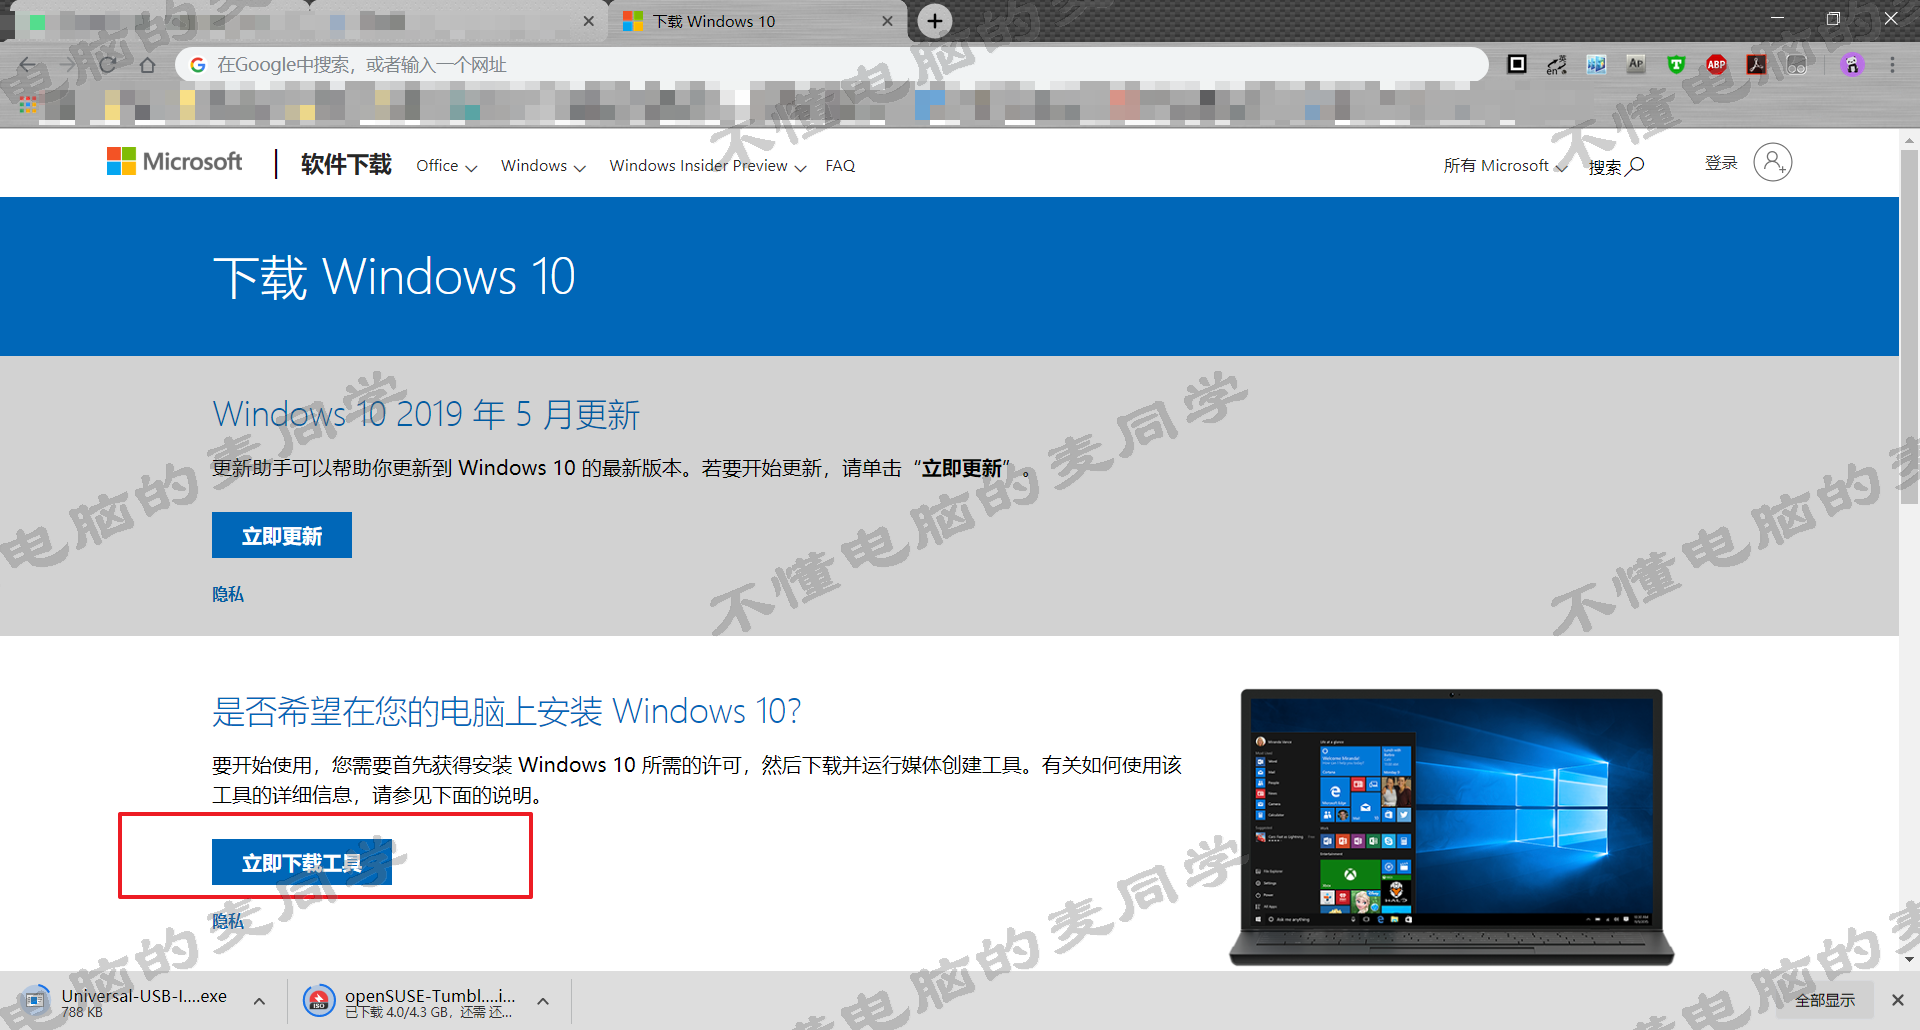 下载 Windows 10
在Google中搜索，或者输入一个网址
英
en
AP
T
ABP
Microsoft
软件下载
Office
Windows
Windows Insider Preview
FAQ
所有 Microsoft
搜索
登录
下载 Windows 10
Windows 10 2019 年 5 月更新
更新助手可以帮助你更新到 Windows 10 的最新版本。若要开始更新，请单击“立即更新”。
立即更新
隐私
是否希望在您的电脑上安装 Windows 10?
要开始使用，您需要首先获得安装 Windows 10 所需的许可，然后下载并运行媒体创建工具。有关如何使用该
工具的详细信息，请参见下面的说明。
立即下载工具
隐私
Universal-USB-I....exe
788 KB
ISO
openSUSE-Tumbl....i...
已下载 4.0/4.3 GB，还需 还...
全部显示
不懂电脑的麦同学